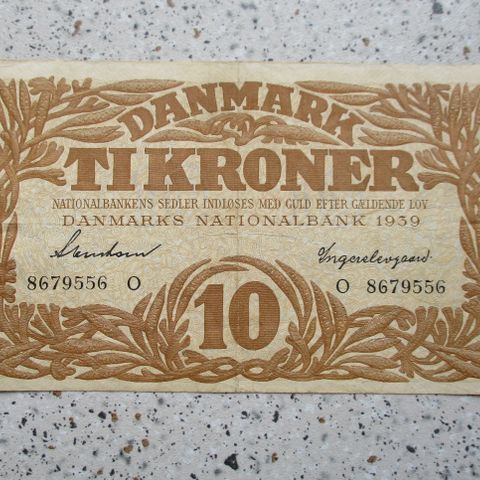 DANMARK
TI KRONER
NATIONALBANKENS SEDLER INDLØSES MED GULD EFTER GÆLDENDE LOV
DANMARKS NATIONALBANK 1939
8679556 O O 8679556
10